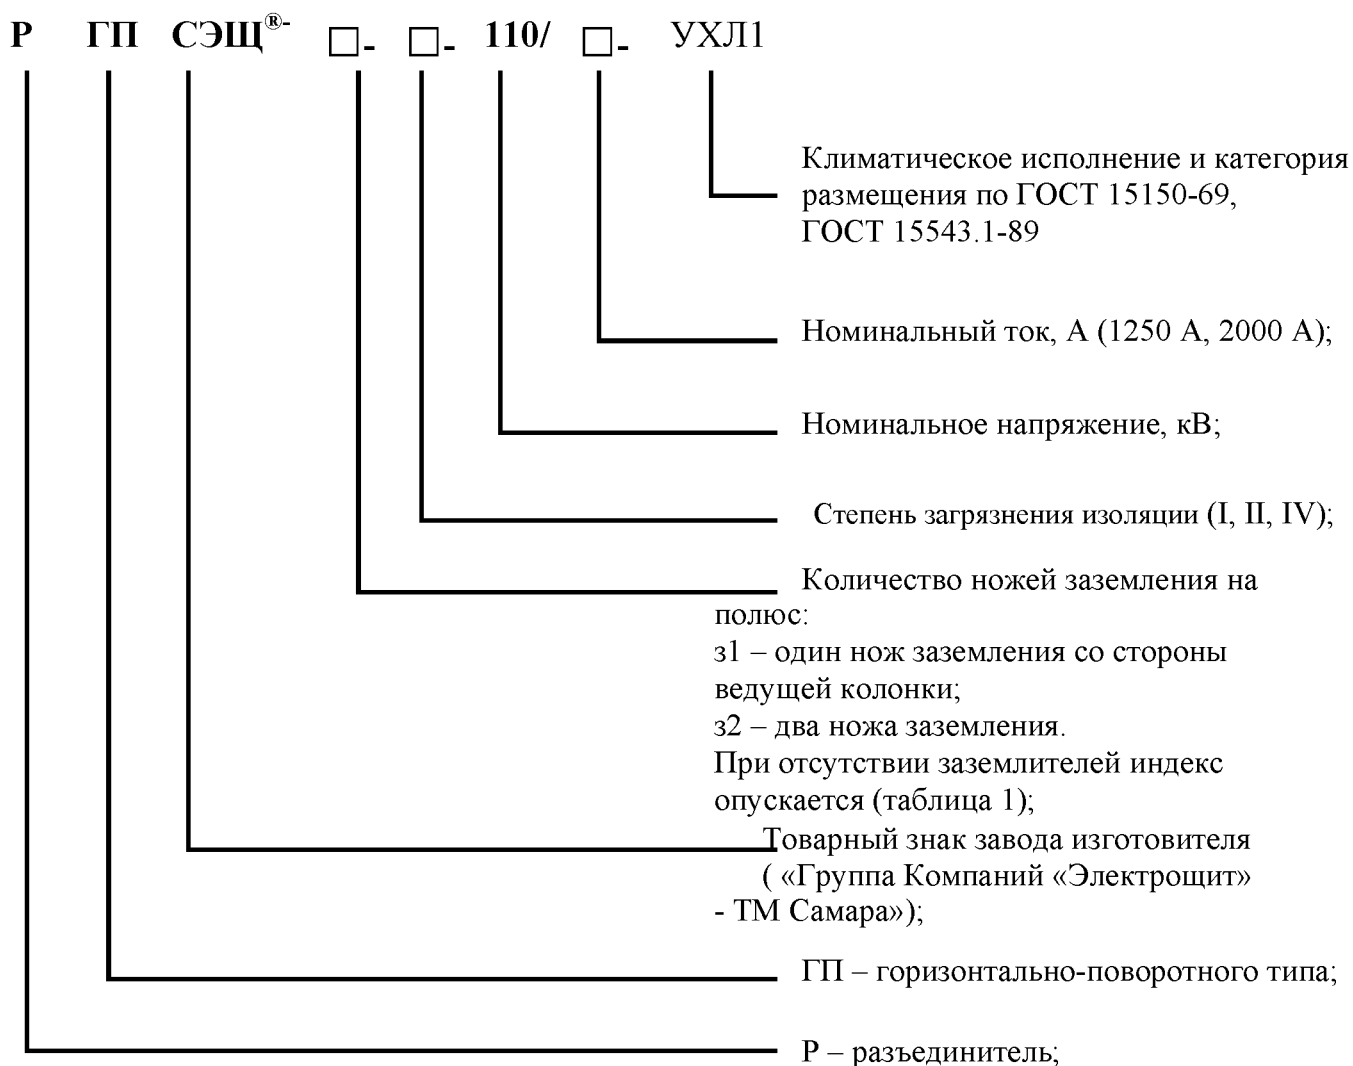 Р ГП СЭЩ®- □- □- 110/ □- УХЛ1
Климатическое исполнение и категория
размещения по ГОСТ 15150-69,
ГОСТ 15543.1-89
Номинальный ток, А (1250 А, 2000 А);
Номинальное напряжение, кВ;
Степень загрязнения изоляции (I, II, IV);
Количество ножей заземления на
полюс:
з1 – один нож заземления со стороны
ведущей колонки;
з2 – два ножа заземления.
При отсутствии заземлителей индекс
опускается (таблица 1);
Товарный знак завода изготовителя
( «Группа Компаний «Электрощит»
- ТМ Самара»);
ГП – горизонтально-поворотного типа;
Р – разъединитель;